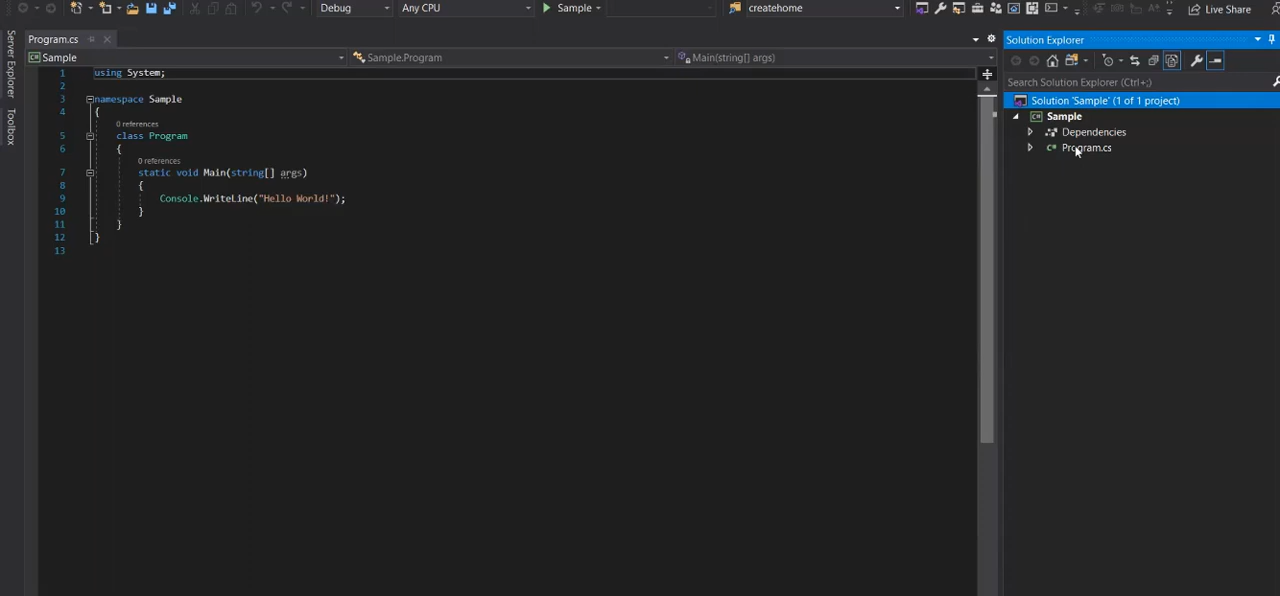 Debug Any CPU Sample createhome Live Share
Program.cs
Solution Explorer
Sample Sample.Program Main(string[] args)
Search Solution Explorer (Ctrl+;)
Solution 'Sample' (1 of 1 project)
Sample
Dependencies
Program.cs
Server Explorer
Toolbox
1 using System;
2
3 namespace Sample
4 {
0 references
5 class Program
6 {
0 references
7 static void Main(string[] args)
8 {
9 Console.WriteLine("Hello World!");
10 }
11 }
12 }
13